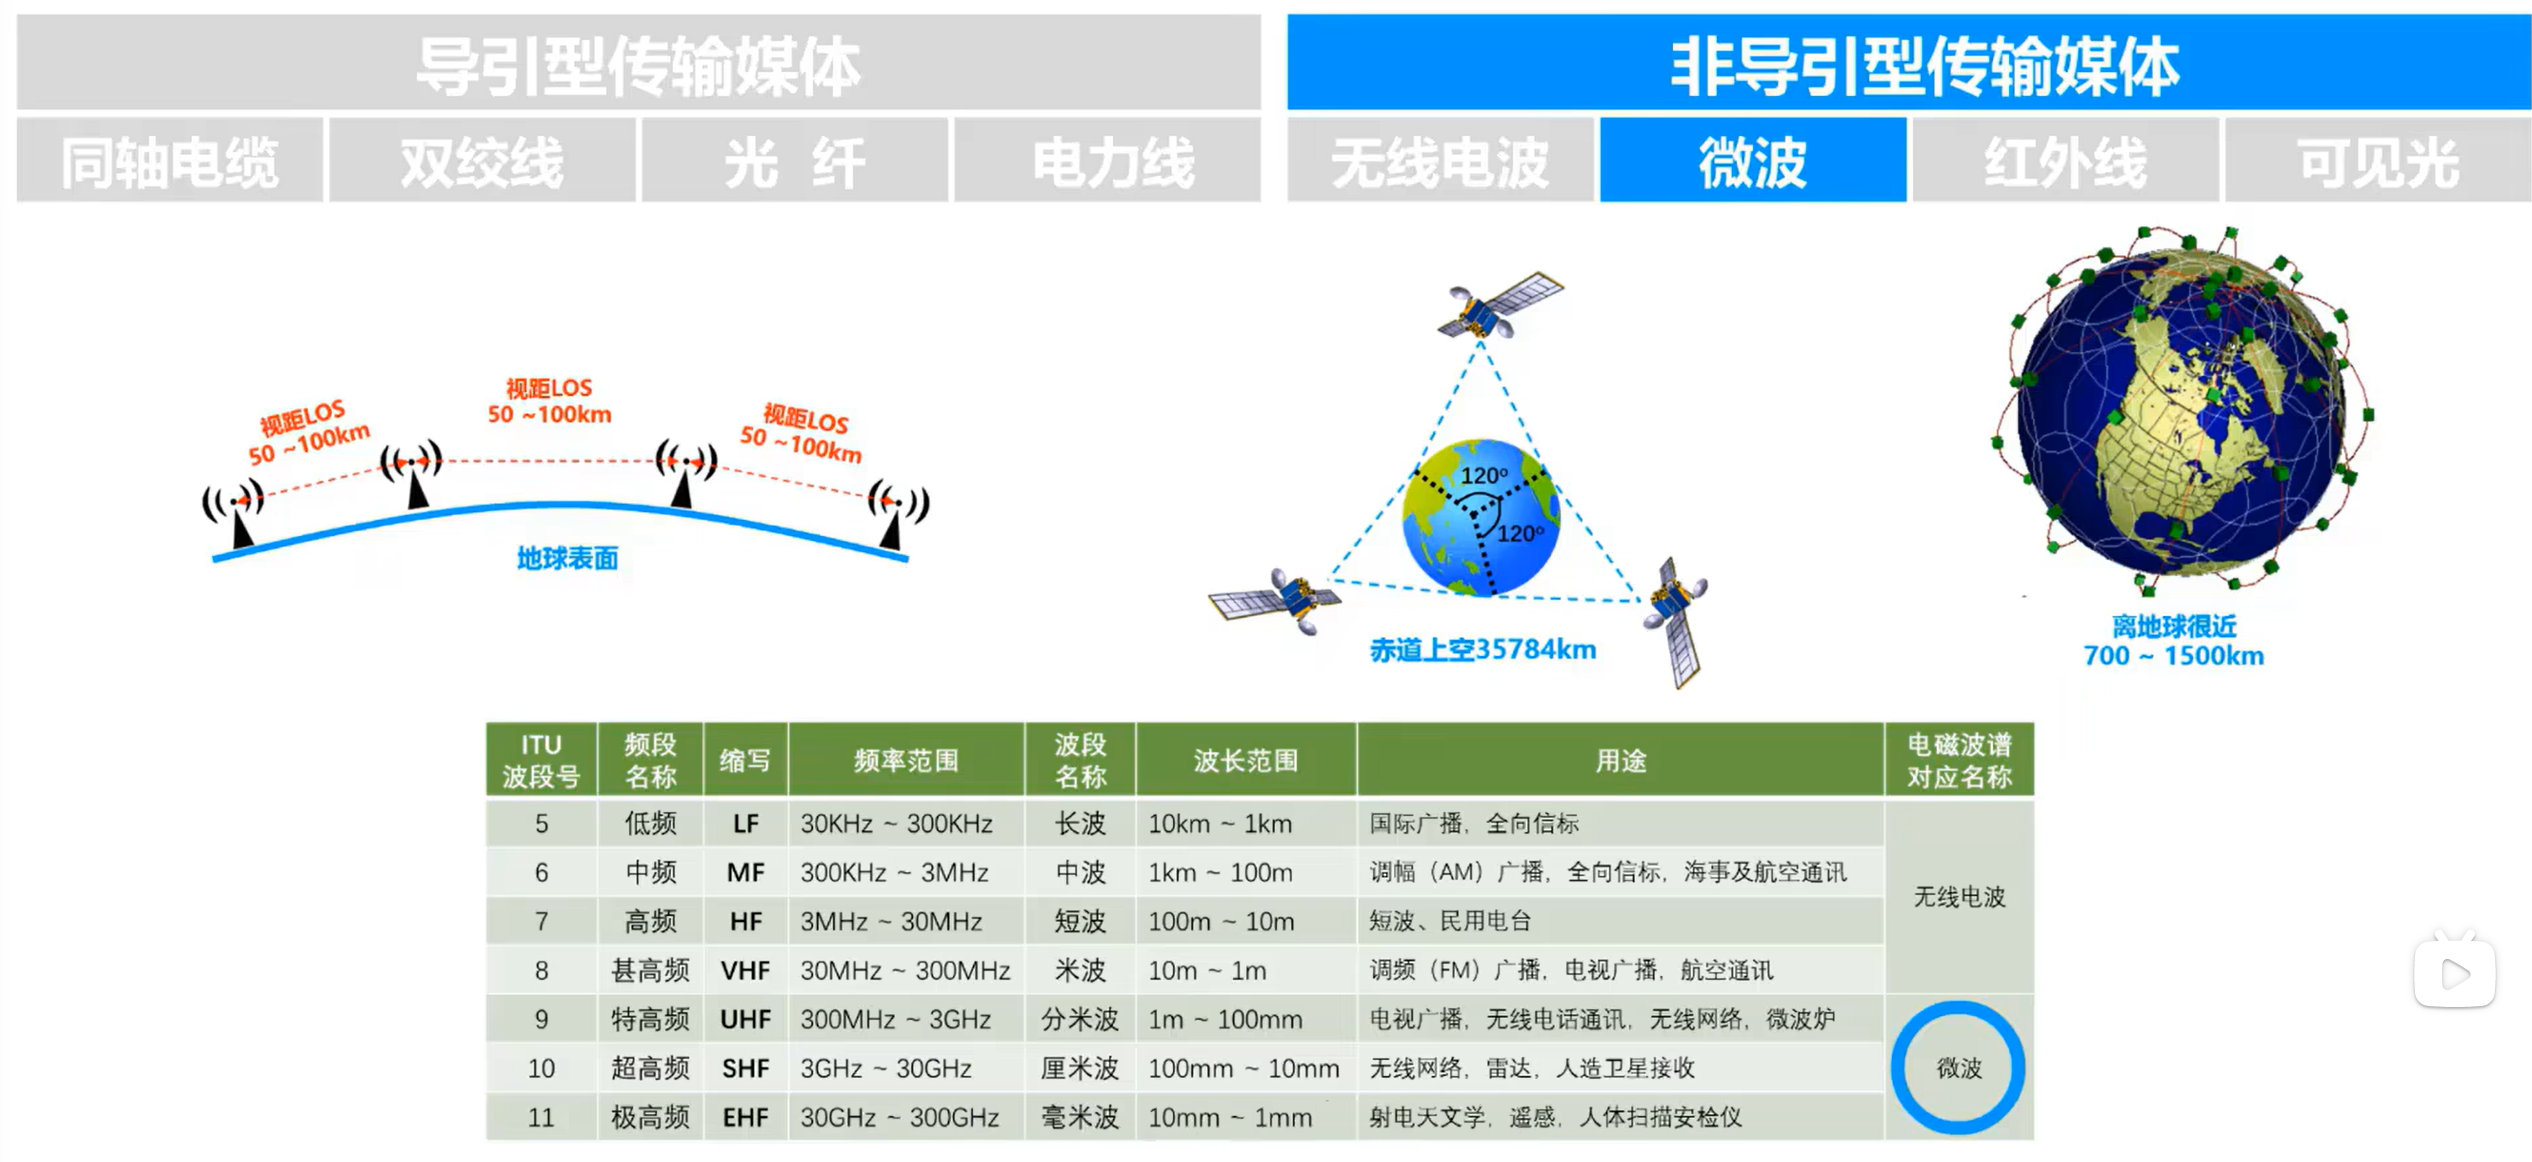 导引型传输媒体
非导引型传输媒体
同轴电缆
双绞线
光 纤
电力线
无线电波
微波
红外线
可见光
视距LOS
50 ~100km
视距LOS
50 ~100km
视距LOS
50 ~100km
地球表面
120°
120°
赤道上空35784km
离地球很近
700 ~ 1500km
ITU 波段号 频段名称 缩写 频率范围 波段名称 波长范围 用途 电磁波谱对应名称
5 低频 LF 30KHz ~ 300KHz 长波 10km ~ 1km 国际广播，全向信标
6 中频 MF 300KHz ~ 3MHz 中波 1km ~ 100m 调幅（AM）广播，全向信标，海事及航空通讯
7 高频 HF 3MHz ~ 30MHz 短波 100m ~ 10m 短波、民用电台
无线电波
8 甚高频 VHF 30MHz ~ 300MHz 米波 10m ~ 1m 调频（FM）广播，电视广播，航空通讯
9 特高频 UHF 300MHz ~ 3GHz 分米波 1m ~ 100mm 电视广播，无线电话通讯，无线网络，微波炉
10 超高频 SHF 3GHz ~ 30GHz 厘米波 100mm ~ 10mm 无线网络，雷达，人造卫星接收
微波
11 极高频 EHF 30GHz ~ 300GHz 毫米波 10mm ~ 1mm 射电天文学，遥感，人体扫描安检仪